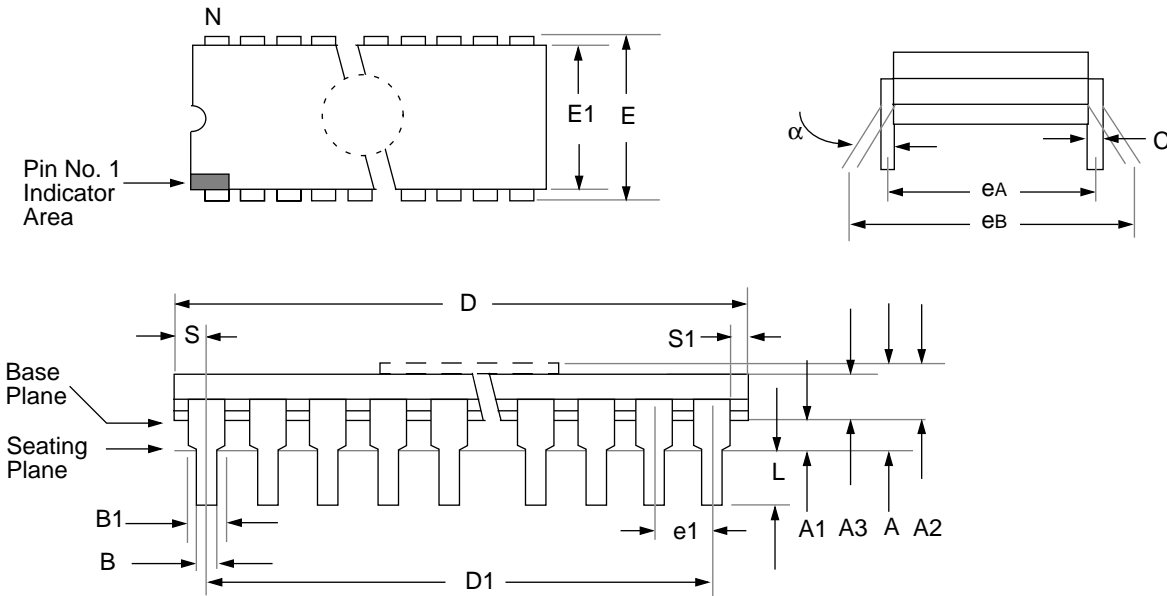 N
E1
E
Pin No. 1
Indicator
Area
α
C
eA
eB
D
S
S1
Base
Plane
Seating
Plane
L
B1
e1
A1
A3
A
A2
B
D1